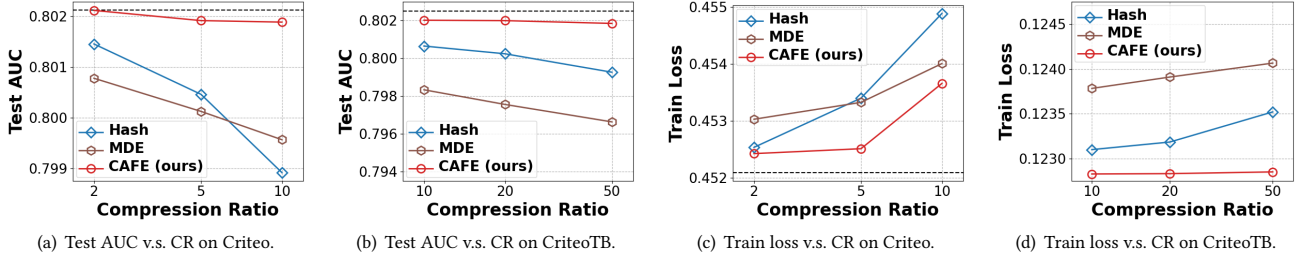 Test AUC
0.802
0.801
0.800
0.799
Hash
MDE
CAFE (ours)
2
5
10
Compression Ratio
(a) Test AUC v.s. CR on Criteo.
Test AUC
0.802
0.800
0.798
0.796
0.794
Hash
MDE
CAFE (ours)
10
20
50
Compression Ratio
(b) Test AUC v.s. CR on CriteoTB.
Train Loss
0.455
0.454
0.453
0.452
Hash
MDE
CAFE (ours)
2
5
10
Compression Ratio
(c) Train loss v.s. CR on Criteo.
Train Loss
0.1245
0.1240
0.1235
0.1230
Hash
MDE
CAFE (ours)
10
20
50
Compression Ratio
(d) Train loss v.s. CR on CriteoTB.